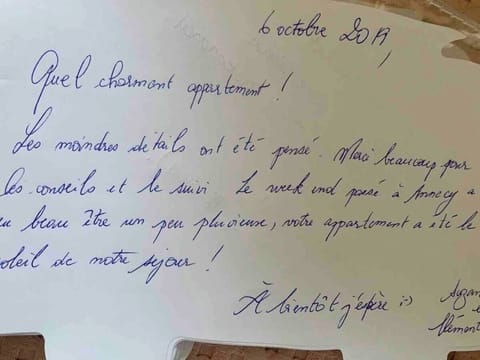 6 octobre 2019,
Quel charmant appartement !
Les moindres détails ont été pensé. Merci beaucoup pour
les conseils et le suivi. Le week end passé à Annecy a
eu beau être un peu pluvieuse, votre appartement a été le
soleil de notre séjour !
À bientôt j'espère :-)